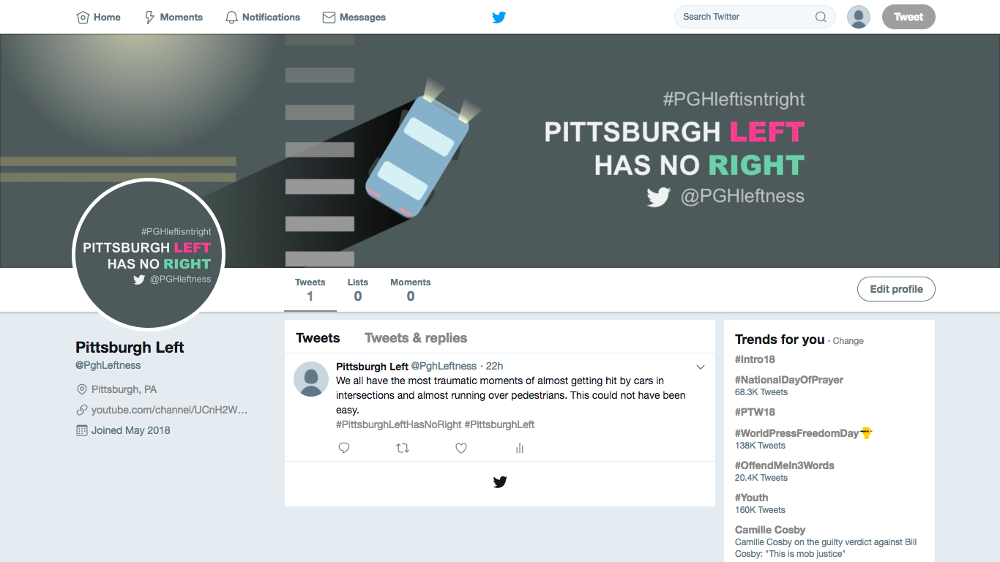 Home
Moments
Notifications
Messages
Search Twitter
Tweet
#PGHleftisntright
PITTSBURGH LEFT
HAS NO RIGHT
@PGHleftness
#PGHleftisntright
PITTSBURGH LEFT
HAS NO RIGHT
@PGHleftness
Tweets
1
Lists
0
Moments
0
Edit profile
Pittsburgh Left
@PghLeftness
Pittsburgh, PA
youtube.com/channel/UCnH2W...
Joined May 2018
Tweets
Tweets & replies
Pittsburgh Left @PghLeftness · 22h
We all have the most traumatic moments of almost getting hit by cars in
intersections and almost running over pedestrians. This could not have been
easy.
#PittsburghLeftHasNoRight #PittsburghLeft
Trends for you · Change
#Intro18
#NationalDayOfPrayer
68.3K Tweets
#PTW18
#WorldPressFreedomDay
138K Tweets
#OffendMeIn3Words
20.4K Tweets
#Youth
160K Tweets
Camille Cosby
Camille Cosby on the guilty verdict against Bill
Cosby: "This is mob justice"